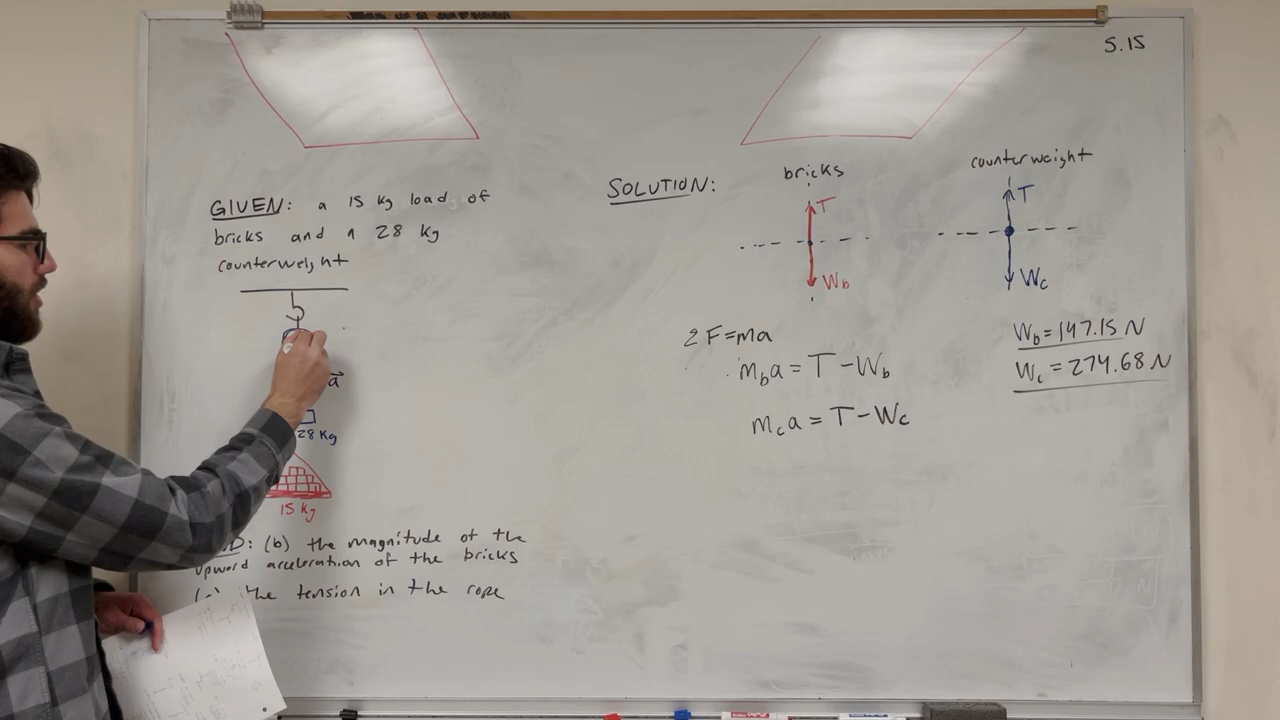 5.15
GIVEN: a 15 kg load of
bricks and a 28 kg
counterweight
a
28 kg
15 kg
: (b) the magnitude of the
upward acceleration of the bricks
the tension in the rope
SOLUTION:
bricks
T
Wb
counterweight
T
Wc
ΣF=ma
mba = T - Wb
mca = T - Wc
Wb = 147.15 N
Wc = 274.68 N